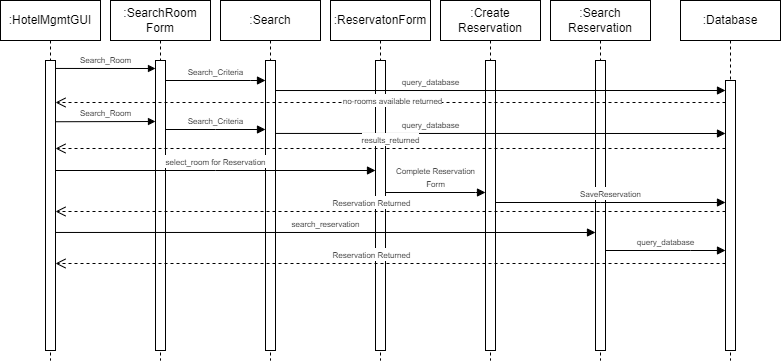 :HotelMgmtGUI
:SearchRoom
Form
:Search
:ReservatonForm
:Create
Reservation
:Search
Reservation
:Database
Search_Room
Search_Criteria
query_database
no-rooms available returned
Search_Room
Search_Criteria
query_database
results_returned
select_room for Reservation
Complete Reservation
Form
SaveReservation
Reservation Returned
search_reservation
query_database
Reservation Returned